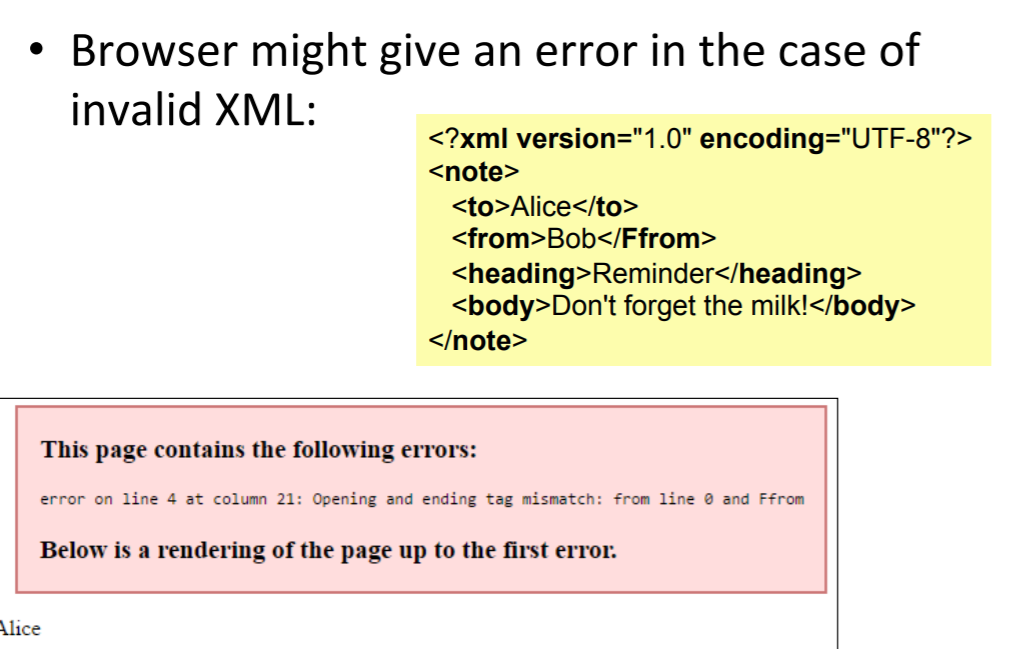 • Browser might give an error in the case of
invalid XML:
<?xml version="1.0" encoding="UTF-8"?>
<note>
<to>Alice</to>
<from>Bob</Ffrom>
<heading>Reminder</heading>
<body>Don't forget the milk!</body>
</note>
This page contains the following errors:
error on line 4 at column 21: Opening and ending tag mismatch: from line 0 and Ffrom
Below is a rendering of the page up to the first error.
Alice